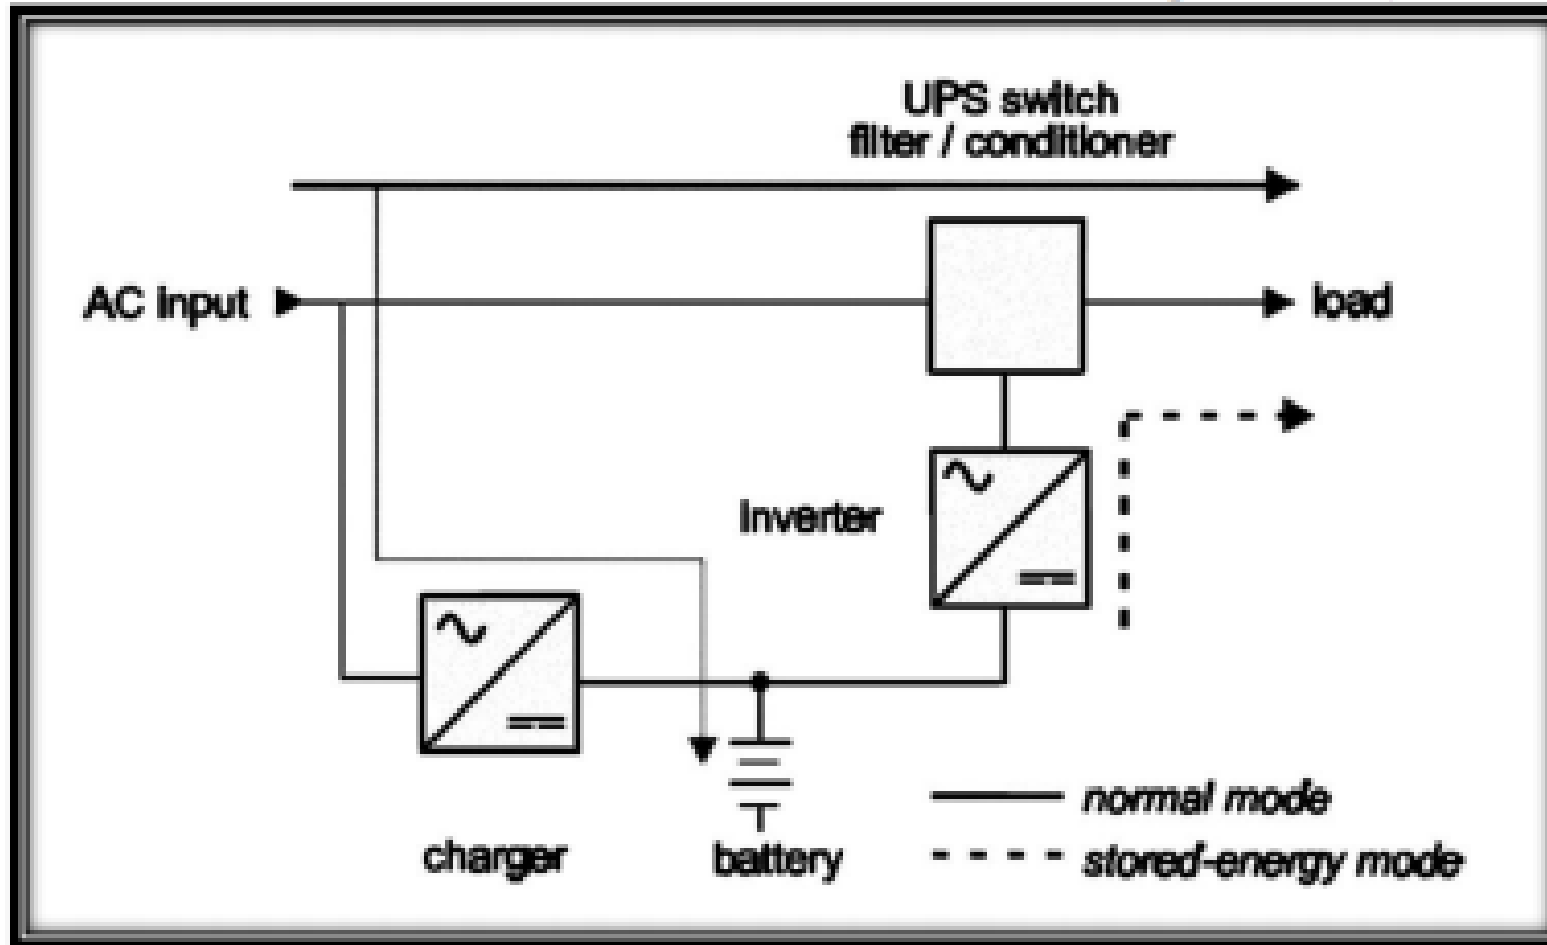 UPS switch
filter / conditioner
AC input
load
Inverter
charger
battery
normal mode
stored-energy mode